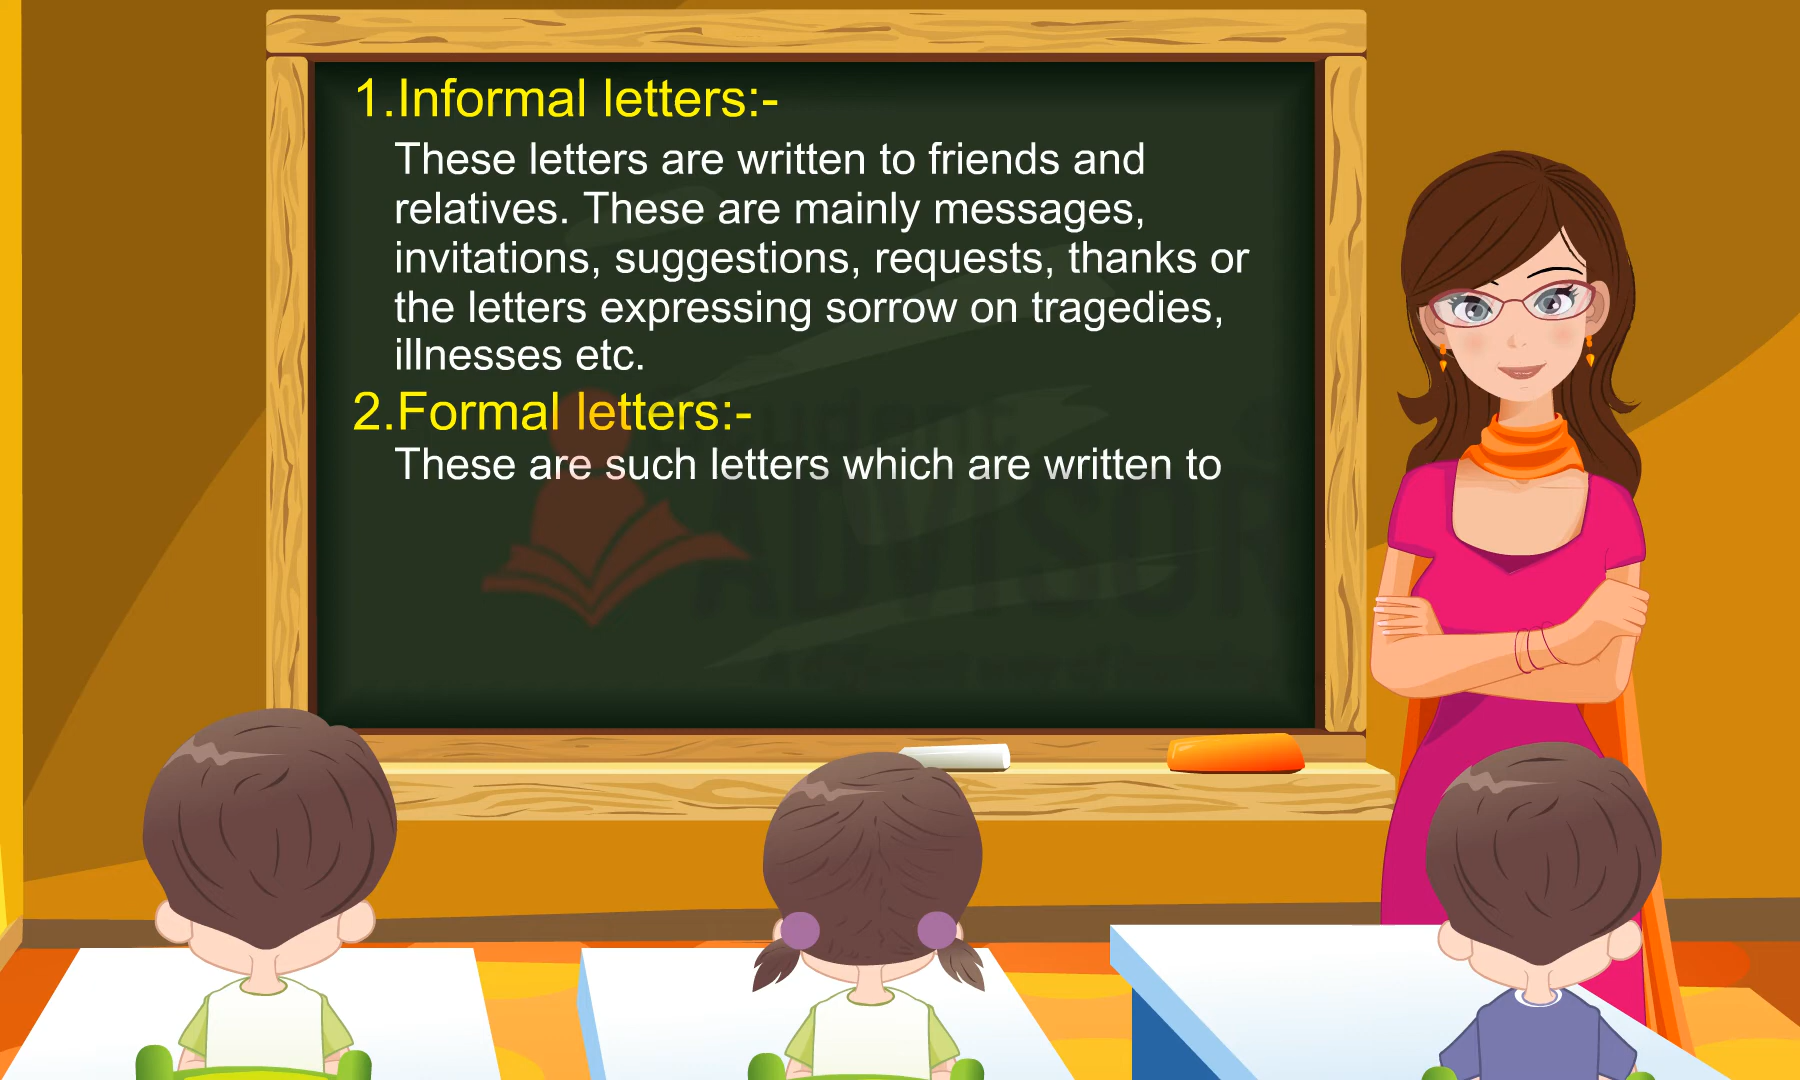 1.Informal letters:-
These letters are written to friends and
relatives. These are mainly messages,
invitations, suggestions, requests, thanks or
the letters expressing sorrow on tragedies,
illnesses etc.
2.Formal letters:-
These are such letters which are written to
ADVISOR